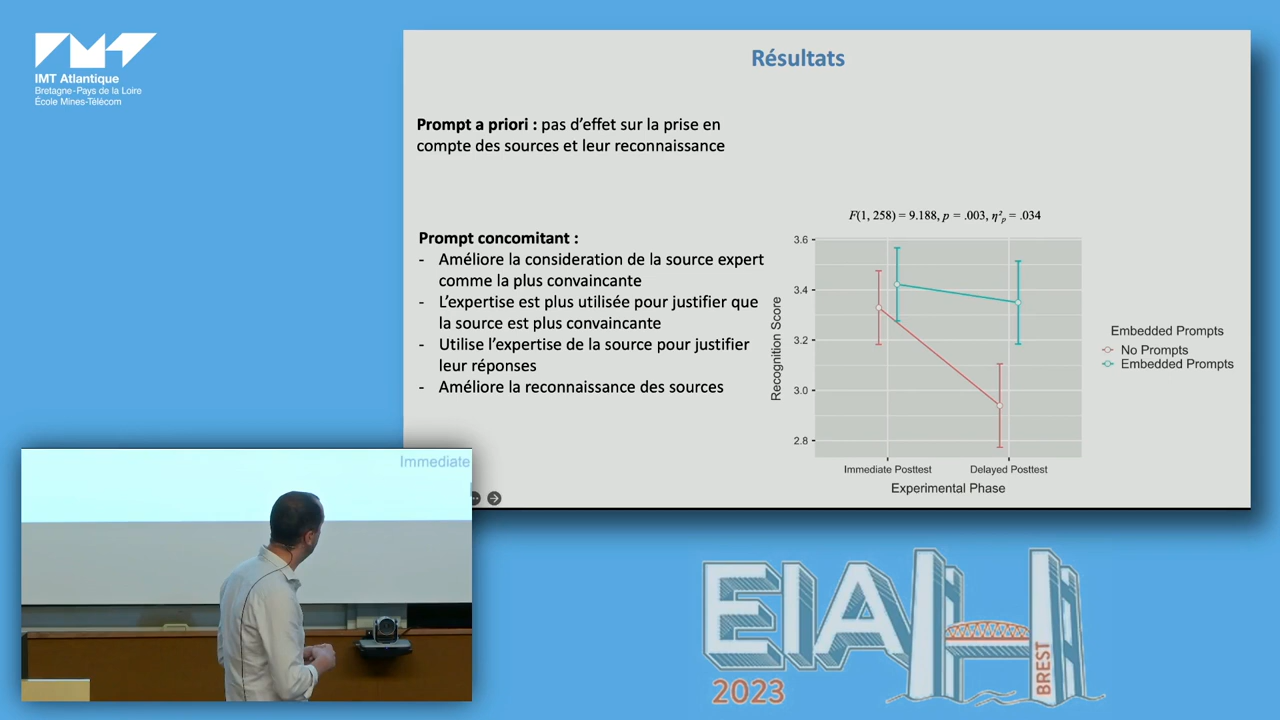 IMT Atlantique
Bretagne-Pays de la Loire
École Mines-Télécom
Résultats
Prompt a priori : pas d'effet sur la prise en
compte des sources et leur reconnaissance
Prompt concomitant :
- Améliore la consideration de la source expert
comme la plus convaincante
- L'expertise est plus utilisée pour justifier que
la source est plus convaincante
- Utilise l'expertise de la source pour justifier
leur réponses
- Améliore la reconnaissance des sources
F(1, 258) = 9.188, p = .003, η²p = .034
3.6
3.4
3.2
3.0
2.8
Recognition Score
Immediate Posttest Delayed Posttest
Experimental Phase
Embedded Prompts
No Prompts
Embedded Prompts
Immediate
EIAH
2023
BREST